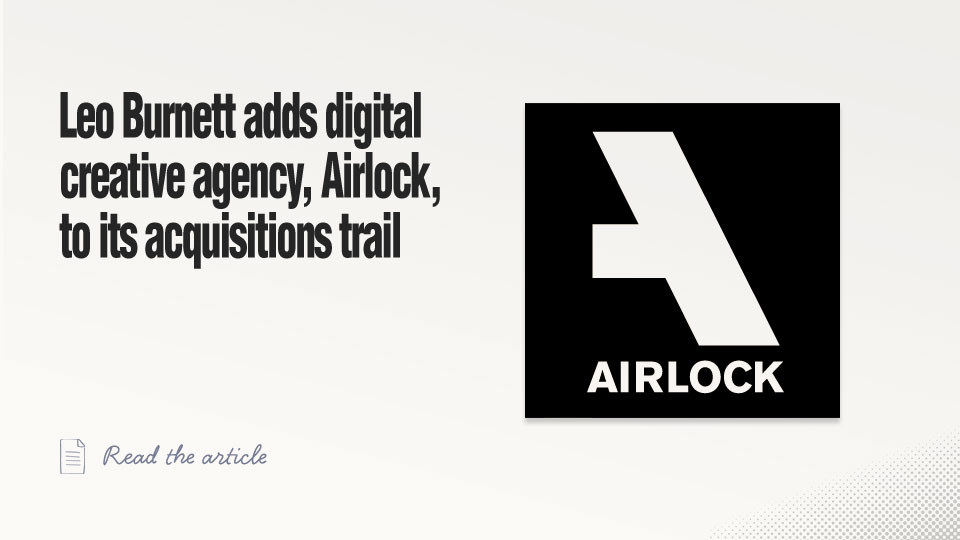 Leo Burnett adds digital
creative agency, Airlock,
to its acquisitions trail
AIRLOCK
Read the article